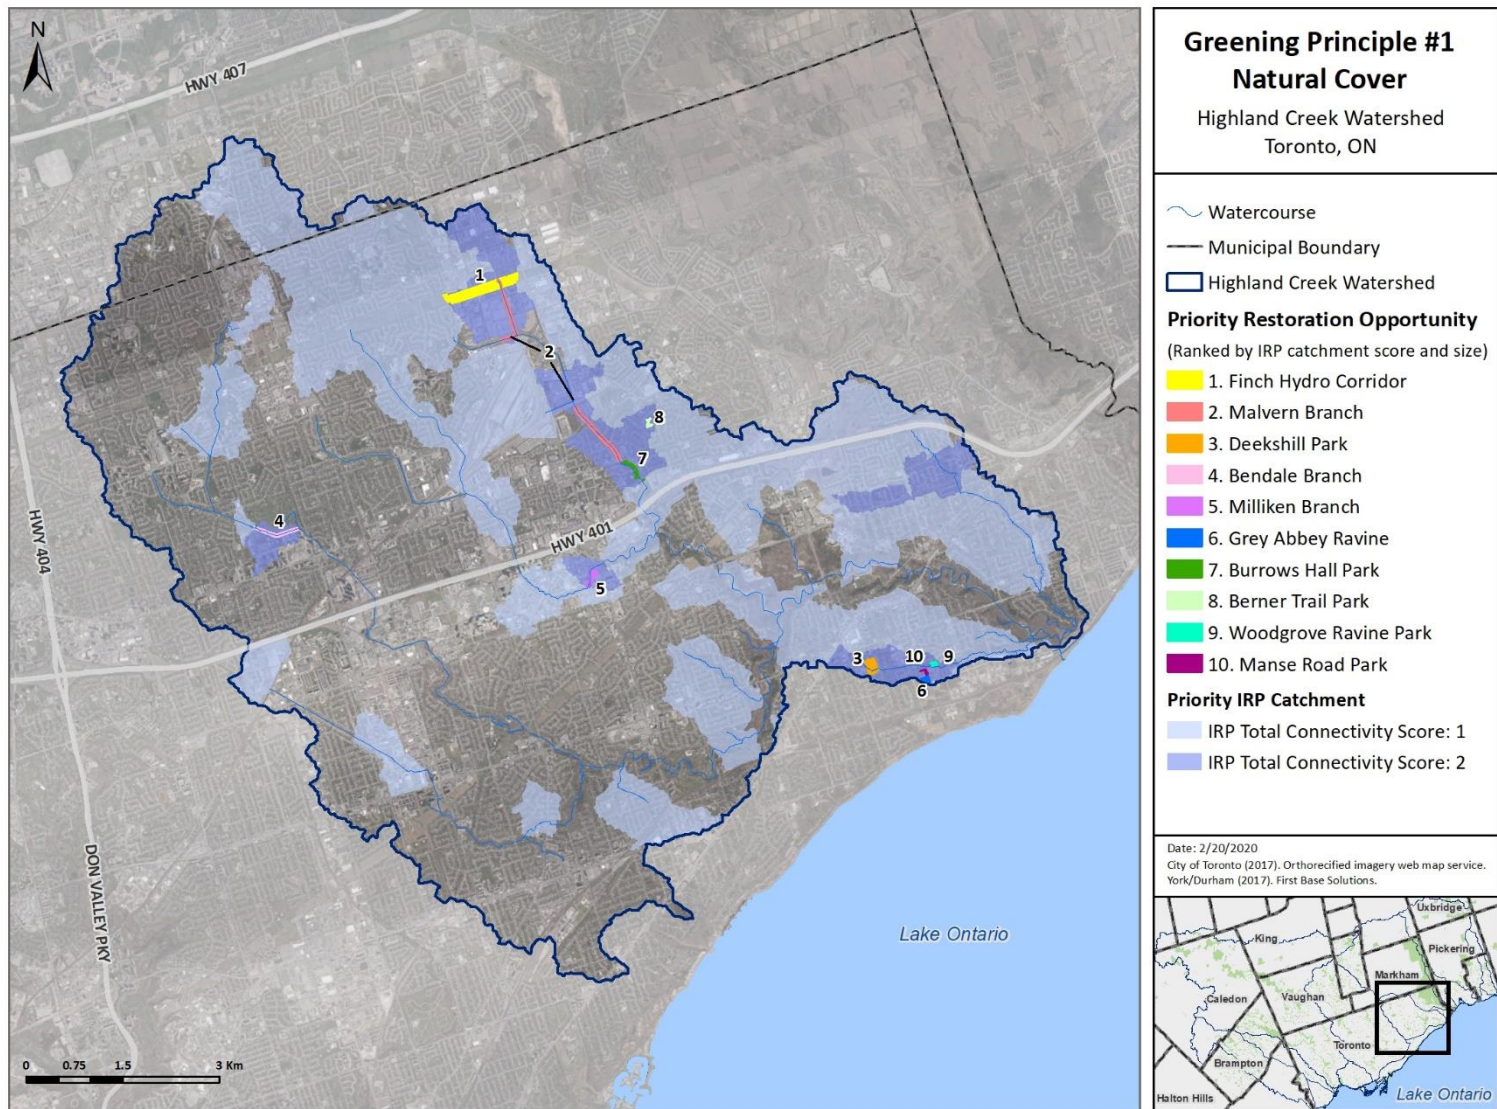 N
HWY 407
1
2
8
7
4
HWY 401
5
HWY 404
3
10
9
6
DON VALLEY PKY
Lake Ontario
0 0.75 1.5 3 Km
Greening Principle #1
Natural Cover
Highland Creek Watershed
Toronto, ON
Watercourse
Municipal Boundary
Highland Creek Watershed
Priority Restoration Opportunity
(Ranked by IRP catchment score and size)
1. Finch Hydro Corridor
2. Malvern Branch
3. Deekshill Park
4. Bendale Branch
5. Milliken Branch
6. Grey Abbey Ravine
7. Burrows Hall Park
8. Berner Trail Park
9. Woodgrove Ravine Park
10. Manse Road Park
Priority IRP Catchment
IRP Total Connectivity Score: 1
IRP Total Connectivity Score: 2
Date: 2/20/2020
City of Toronto (2017). Orthorecified imagery web map service.
York/Durham (2017). First Base Solutions.
Uxbridge
King
Pickering
Markham
Caledon
Vaughan
Toronto
Brampton
Halton Hills
Lake Ontario